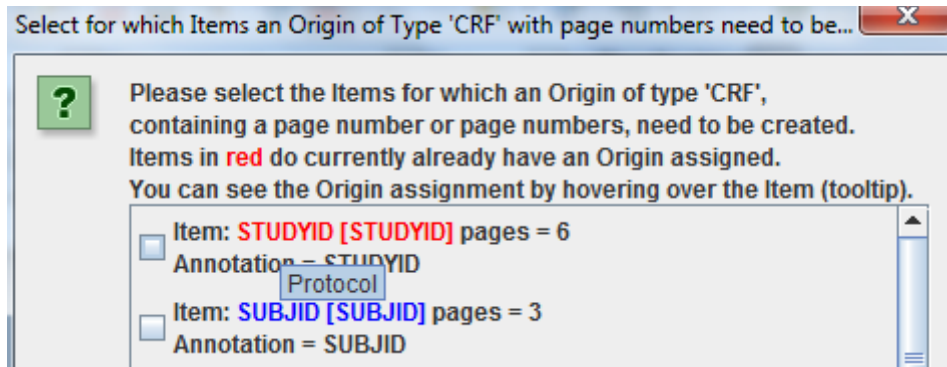 Select for which Items an Origin of Type 'CRF' with page numbers need to be...
X
?
Please select the Items for which an Origin of type 'CRF',
containing a page number or page numbers, need to be created.
Items in red do currently already have an Origin assigned.
You can see the Origin assignment by hovering over the Item (tooltip).
Item: STUDYID [STUDYID] pages = 6
Annotation = STUDYID
Protocol
Item: SUBJID [SUBJID] pages = 3
Annotation = SUBJID